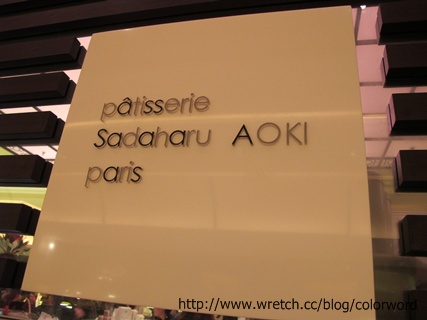 pâtisserie
Sadaharu AOKI
paris
http://www.wretch.cc/blog/colorword